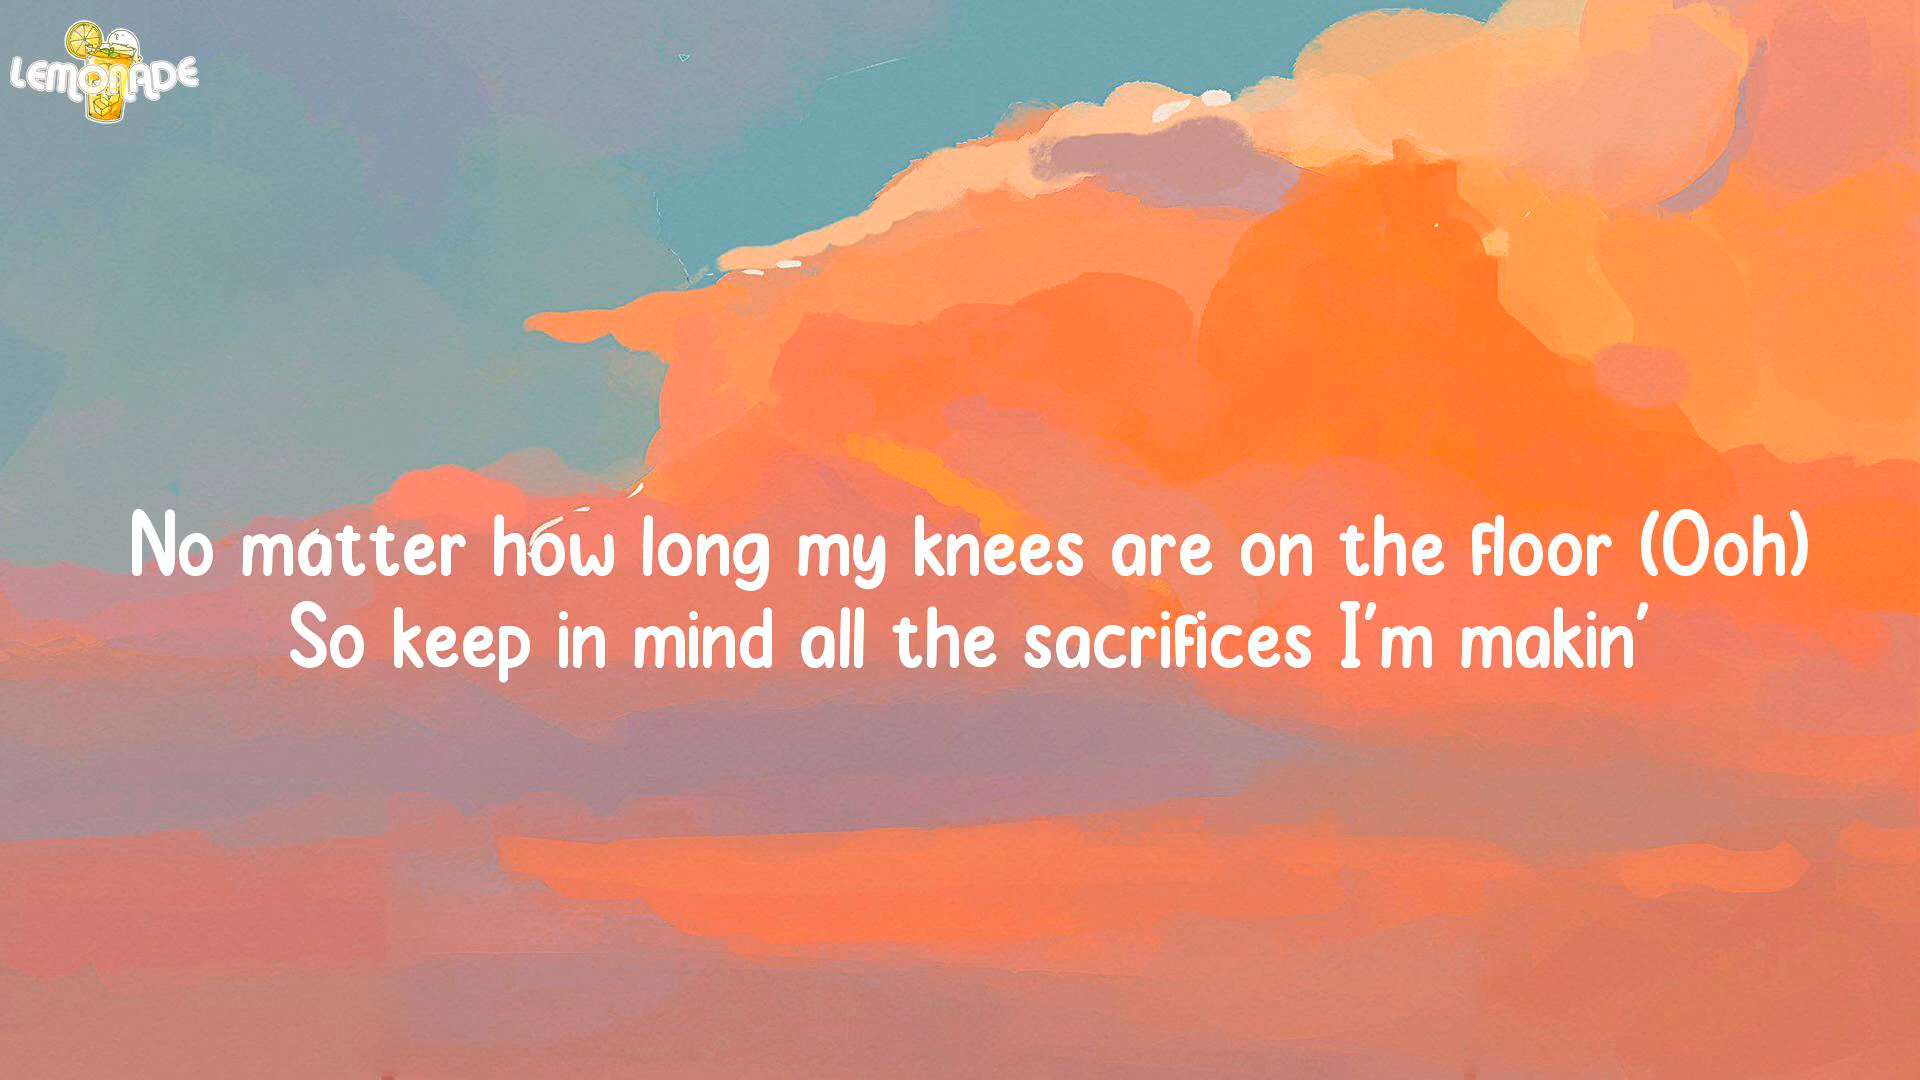 LEMONADE
No matter how long my knees are on the floor (Ooh)
So keep in mind all the sacrifices I'm makin'